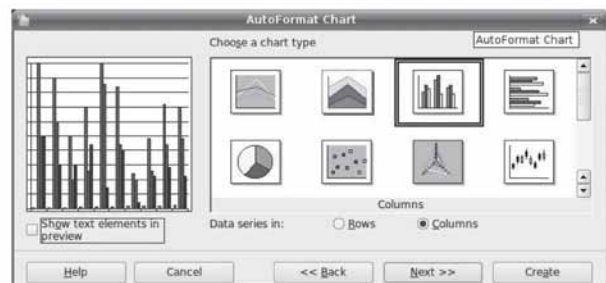 AutoFormat Chart
Choose a chart type
AutoFormat Chart
Columns
Show text elements in
preview
Data series in:
Rows
Columns
Help
Cancel
<< Back
Next >>
Create